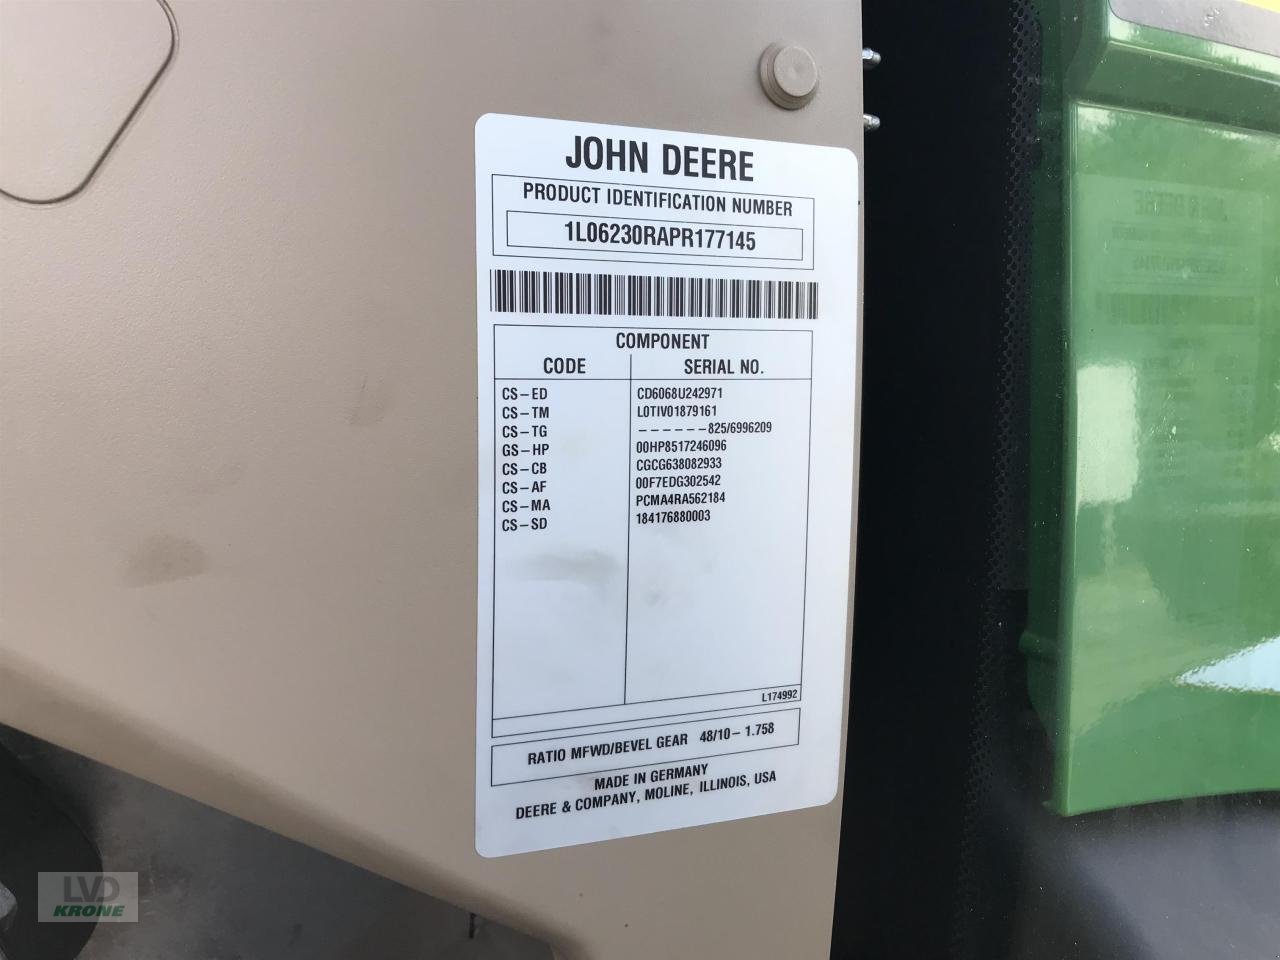 JOHN DEERE
PRODUCT IDENTIFICATION NUMBER
1L06230RAPR177145
COMPONENT
CODE SERIAL NO.
CS-ED CD6068U242971
CS-TM L0TIV01879161
CS-TG ------825/6996209
GS-HP 00HP8517246096
CS-CB CGCG638082933
CS-AF 00F7EDG302542
CS-MA PCMA4RA562184
CS-SD 184176880003
L174992
RATIO MFWD/BEVEL GEAR 48/10-1.758
MADE IN GERMANY
DEERE & COMPANY, MOLINE, ILLINOIS, USA
LVD
KRONE